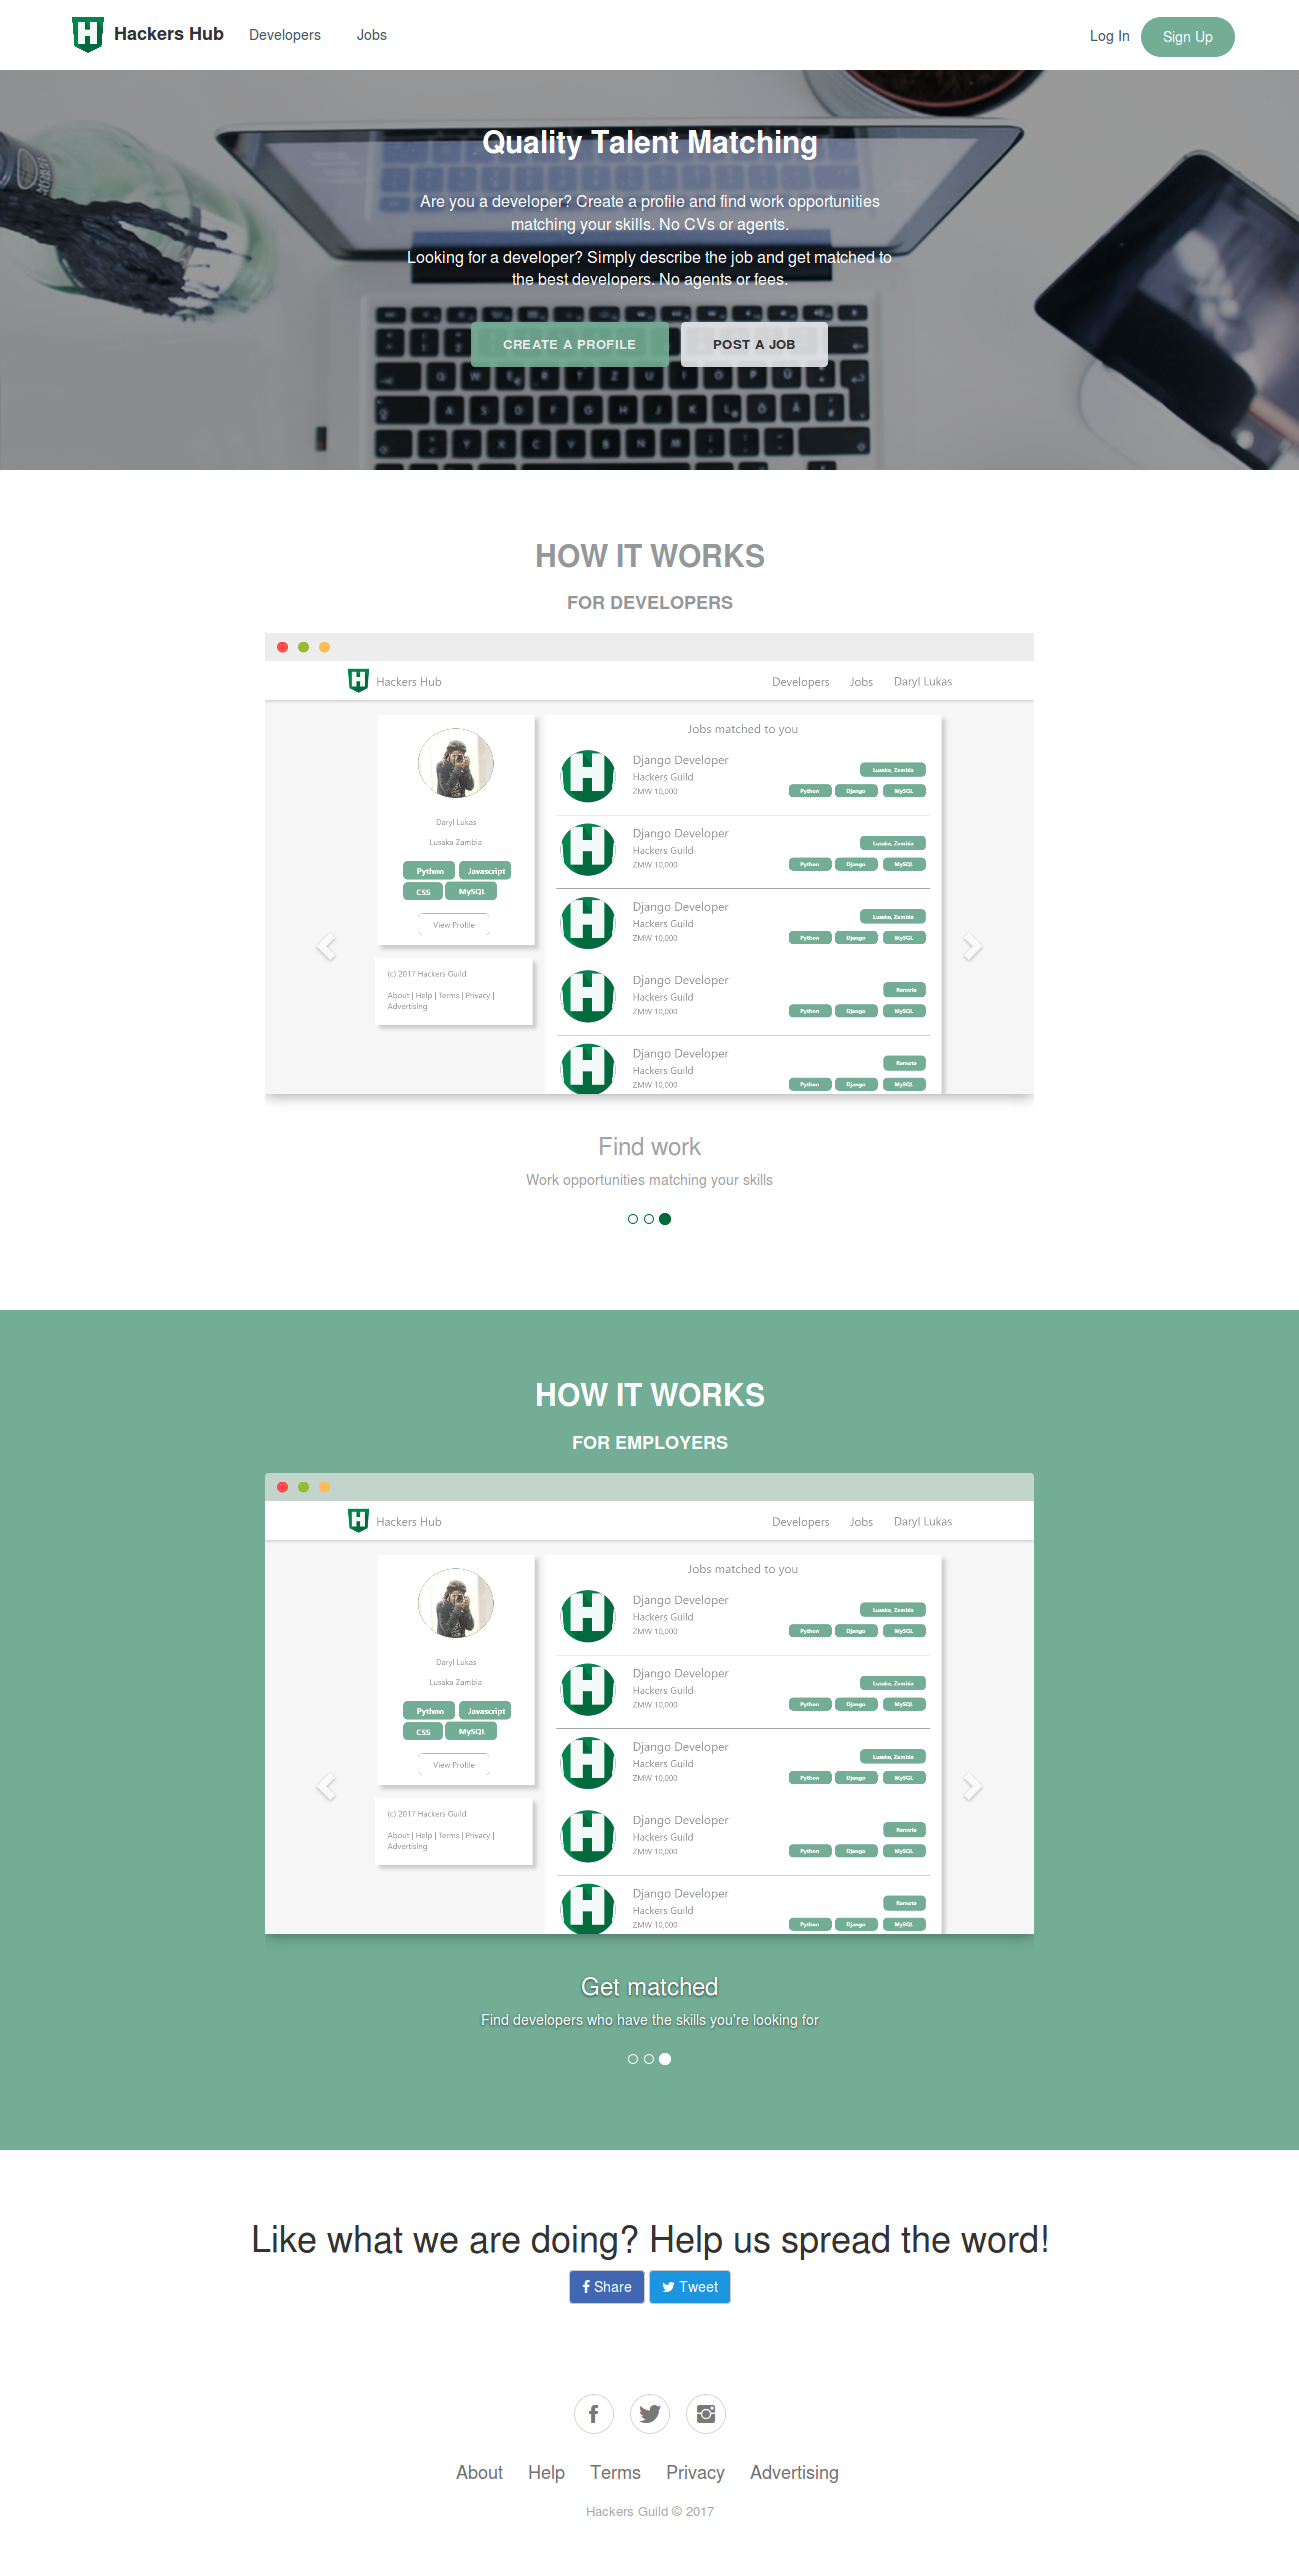 Hackers Hub Developers Jobs Log In Sign Up
Quality Talent Matching
Are you a developer? Create a profile and find work opportunities
matching your skills. No CVs or agents.
Looking for a developer? Simply describe the job and get matched to
the best developers. No agents or fees.
CREATE A PROFILE POST A JOB
HOW IT WORKS
FOR DEVELOPERS
Hackers Hub Developers Jobs Daryl Lukas
Daryl Lukas
Lusaka Zambia
Python Javascript
CSS MySQL
View Profile
(c) 2017 Hackers Guild
About | Help | Terms | Privacy |
Advertising
Jobs matched to you
Django Developer
Hackers Guild Lusaka, Zambia
ZMW 10,000 Python Django MySQL
Django Developer
Hackers Guild Lusaka, Zambia
ZMW 10,000 Python Django MySQL
Django Developer
Hackers Guild Lusaka, Zambia
ZMW 10,000 Python Django MySQL
Django Developer
Hackers Guild Remote
ZMW 10,000 Python Django MySQL
Django Developer
Hackers Guild Remote
ZMW 10,000 Python Django MySQL
Find work
Work opportunities matching your skills
HOW IT WORKS
FOR EMPLOYERS
Hackers Hub Developers Jobs Daryl Lukas
Daryl Lukas
Lusaka Zambia
Python Javascript
CSS MySQL
View Profile
(c) 2017 Hackers Guild
About | Help | Terms | Privacy |
Advertising
Jobs matched to you
Django Developer
Hackers Guild Lusaka, Zambia
ZMW 10,000 Python Django MySQL
Django Developer
Hackers Guild Lusaka, Zambia
ZMW 10,000 Python Django MySQL
Django Developer
Hackers Guild Lusaka, Zambia
ZMW 10,000 Python Django MySQL
Django Developer
Hackers Guild Remote
ZMW 10,000 Python Django MySQL
Django Developer
Hackers Guild Remote
ZMW 10,000 Python Django MySQL
Get matched
Find developers who have the skills you're looking for
Like what we are doing? Help us spread the word!
Share Tweet
About Help Terms Privacy Advertising
Hackers Guild © 2017